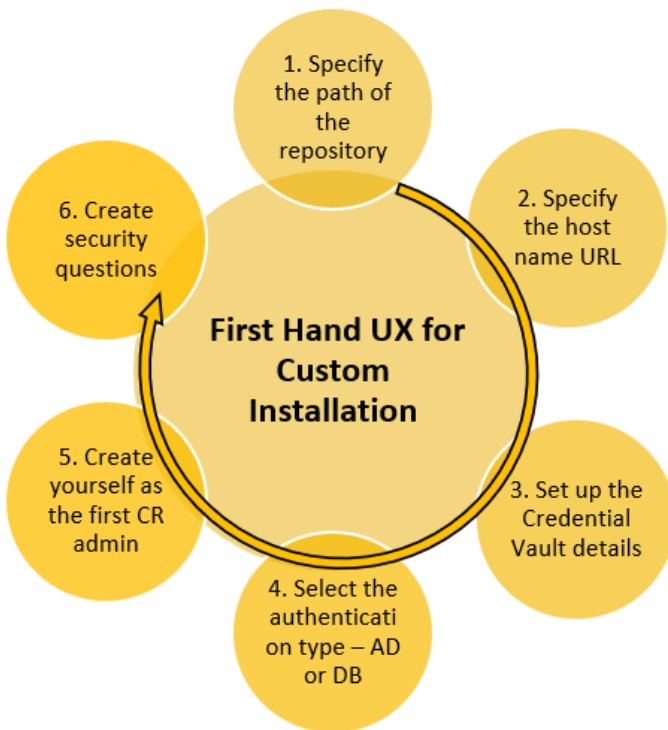 1. Specify
the path of
the
repository
2. Specify
the host
name URL
3. Set up the
Credential
Vault details
4. Select the
authenticati
on type – AD
or DB
5. Create
yourself as
the first CR
admin
6. Create
security
questions
First Hand UX for
Custom
Installation